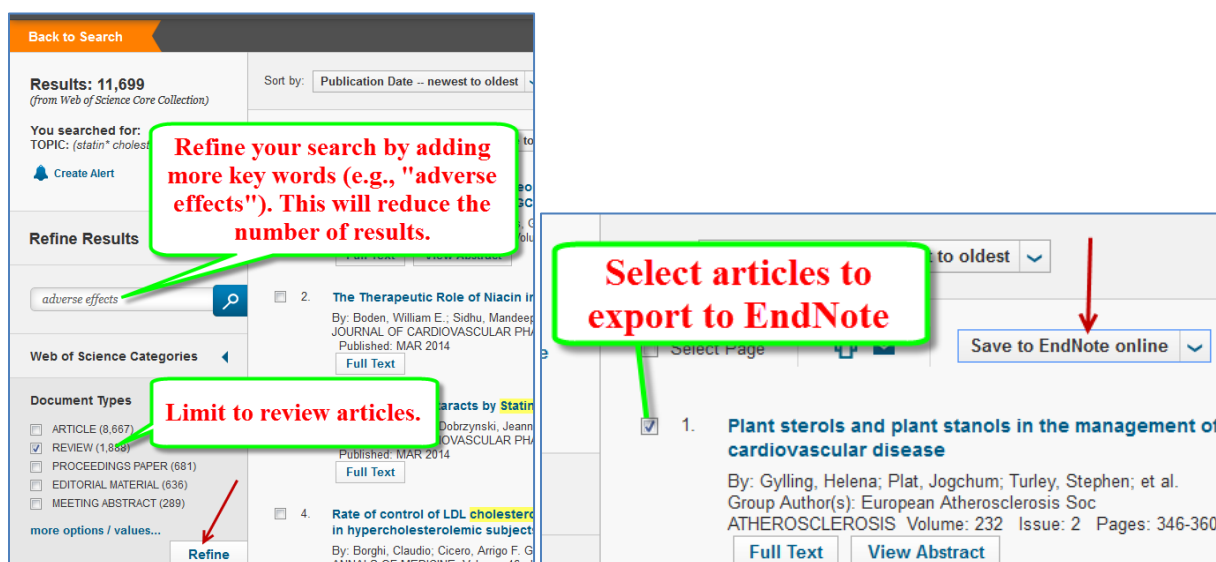 Back to Search
Results: 11,699
(from Web of Science Core Collection)
You searched for:
TOPIC: (statin*
Create Alert
Refine Results
adverse effects
Web of Science Categories
Document Types
ARTICLE (8,667)
REVIEW (1,888)
PROCEEDINGS PAPER (681)
EDITORIAL MATERIAL (636)
MEETING ABSTRACT (289)
more options / values...
Refine
Sort by: Publication Date -- newest to oldest
Refine your search by adding
more key words (e.g., "adverse
effects"). This will reduce the
number of results.
Limit to review articles.
Full Text View Abstract
2. The Therapeutic Role of Niacin in
By: Boden, William E.; Sidhu, Mandeep
JOURNAL OF CARDIOVASCULAR
Published: MAR 2014
Full Text
by Statin
Dobrzynski,
Published: MAR 2014
Full Text
4. Rate of control of LDL
in hypercholesterolemic subjects
By: Borghi, Claudio; Cicero, Arrigo F. G
Select articles to
export to EndNote
to oldest
Select Page
Save to EndNote online
1. Plant sterols and plant stanols in the management of
cardiovascular disease
By: Gylling, Helena; Plat, Jogchum; Turley, Stephen; et al.
Group Author(s): European Atherosclerosis Soc
ATHEROSCLEROSIS Volume: 232 Issue: 2 Pages: 346-360
Full Text View Abstract